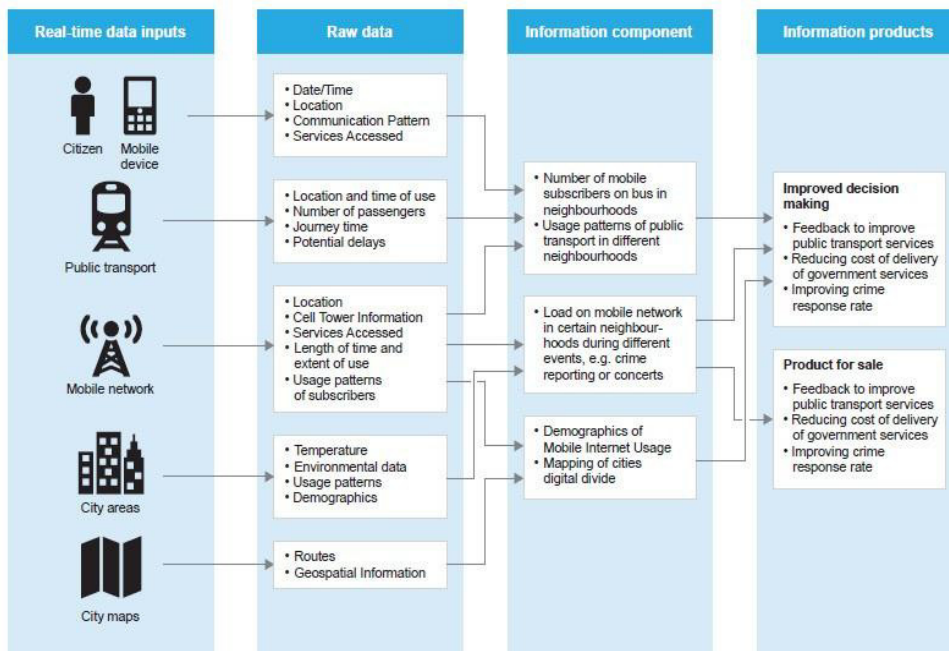 Real-time data inputs
Citizen
Mobile
device
Public transport
Mobile network
City areas
City maps
Raw data
• Date/Time
• Location
• Communication Pattern
• Services Accessed
• Location and time of use
• Number of passengers
• Journey time
• Potential delays
• Location
• Cell Tower Information
• Services Accessed
• Length of time and
extent of use
• Usage patterns
of subscribers
• Temperature
• Environmental data
• Usage patterns
• Demographics
• Routes
• Geospatial Information
Information component
• Number of mobile
subscribers on bus in
neighbourhoods
• Usage patterns of public
transport in different
neighbourhoods
• Load on mobile network
in certain neighbour-
hoods during different
events, e.g. crime
reporting or concerts
• Demographics of
Mobile Internet Usage
• Mapping of cities
digital divide
Information products
Improved decision
making
• Feedback to improve
public transport services
• Reducing cost of delivery
of government services
• Improving crime
response rate
Product for sale
• Feedback to improve
public transport services
• Reducing cost of delivery
of government services
• Improving crime
response rate